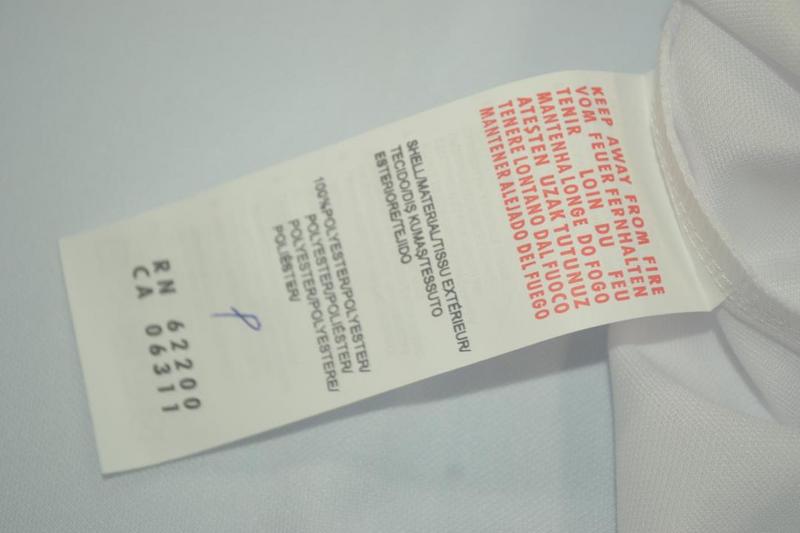 KEEP AWAY FROM FIRE
VOM FEUER FERNHALTEN
TENIR LOIN DU FEU
MANTENHA LONGE DO FOGO
ATEŞTEN UZAK TUTUNUZ
TENERE LONTANO DAL FUOCO
MANTENER ALEJADO DEL FUEGO
SHELL/MATERIAL/TISSU EXTÉRIEUR/
TECIDO/DIŞ KUMAŞ/TESSUTO
ESTERIORE/TEJIDO
100%POLYESTER/POLYESTER/
POLYESTER/POLIÉSTER/
POLYESTER/POLYESTERE/
POLIÉSTER/
P
RN 62200
CA 06311